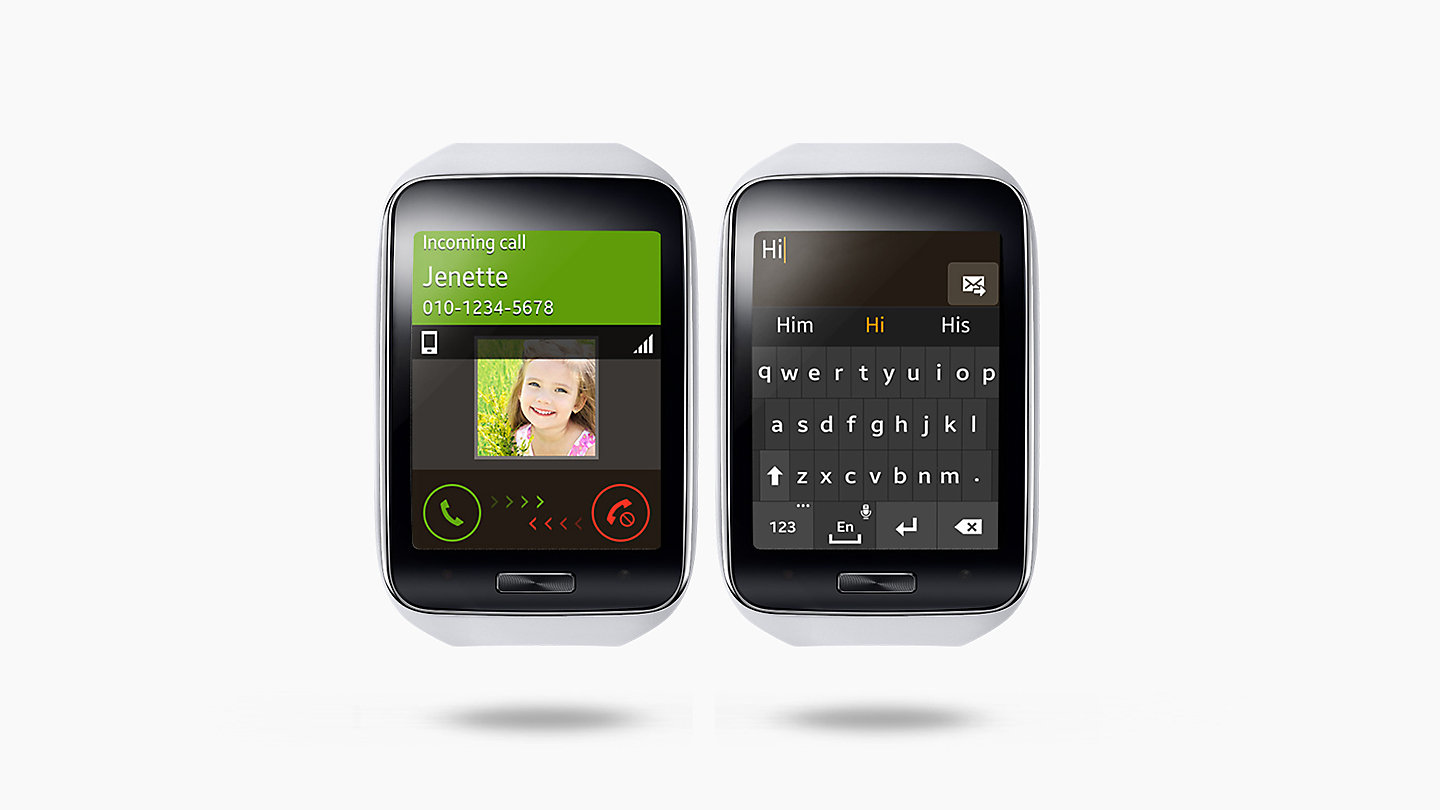 Incoming call
Jenette
010-1234-5678
Hi
Him Hi His
q w e r t y u i o p
a s d f g h j k l
z x c v b n m .
123 En